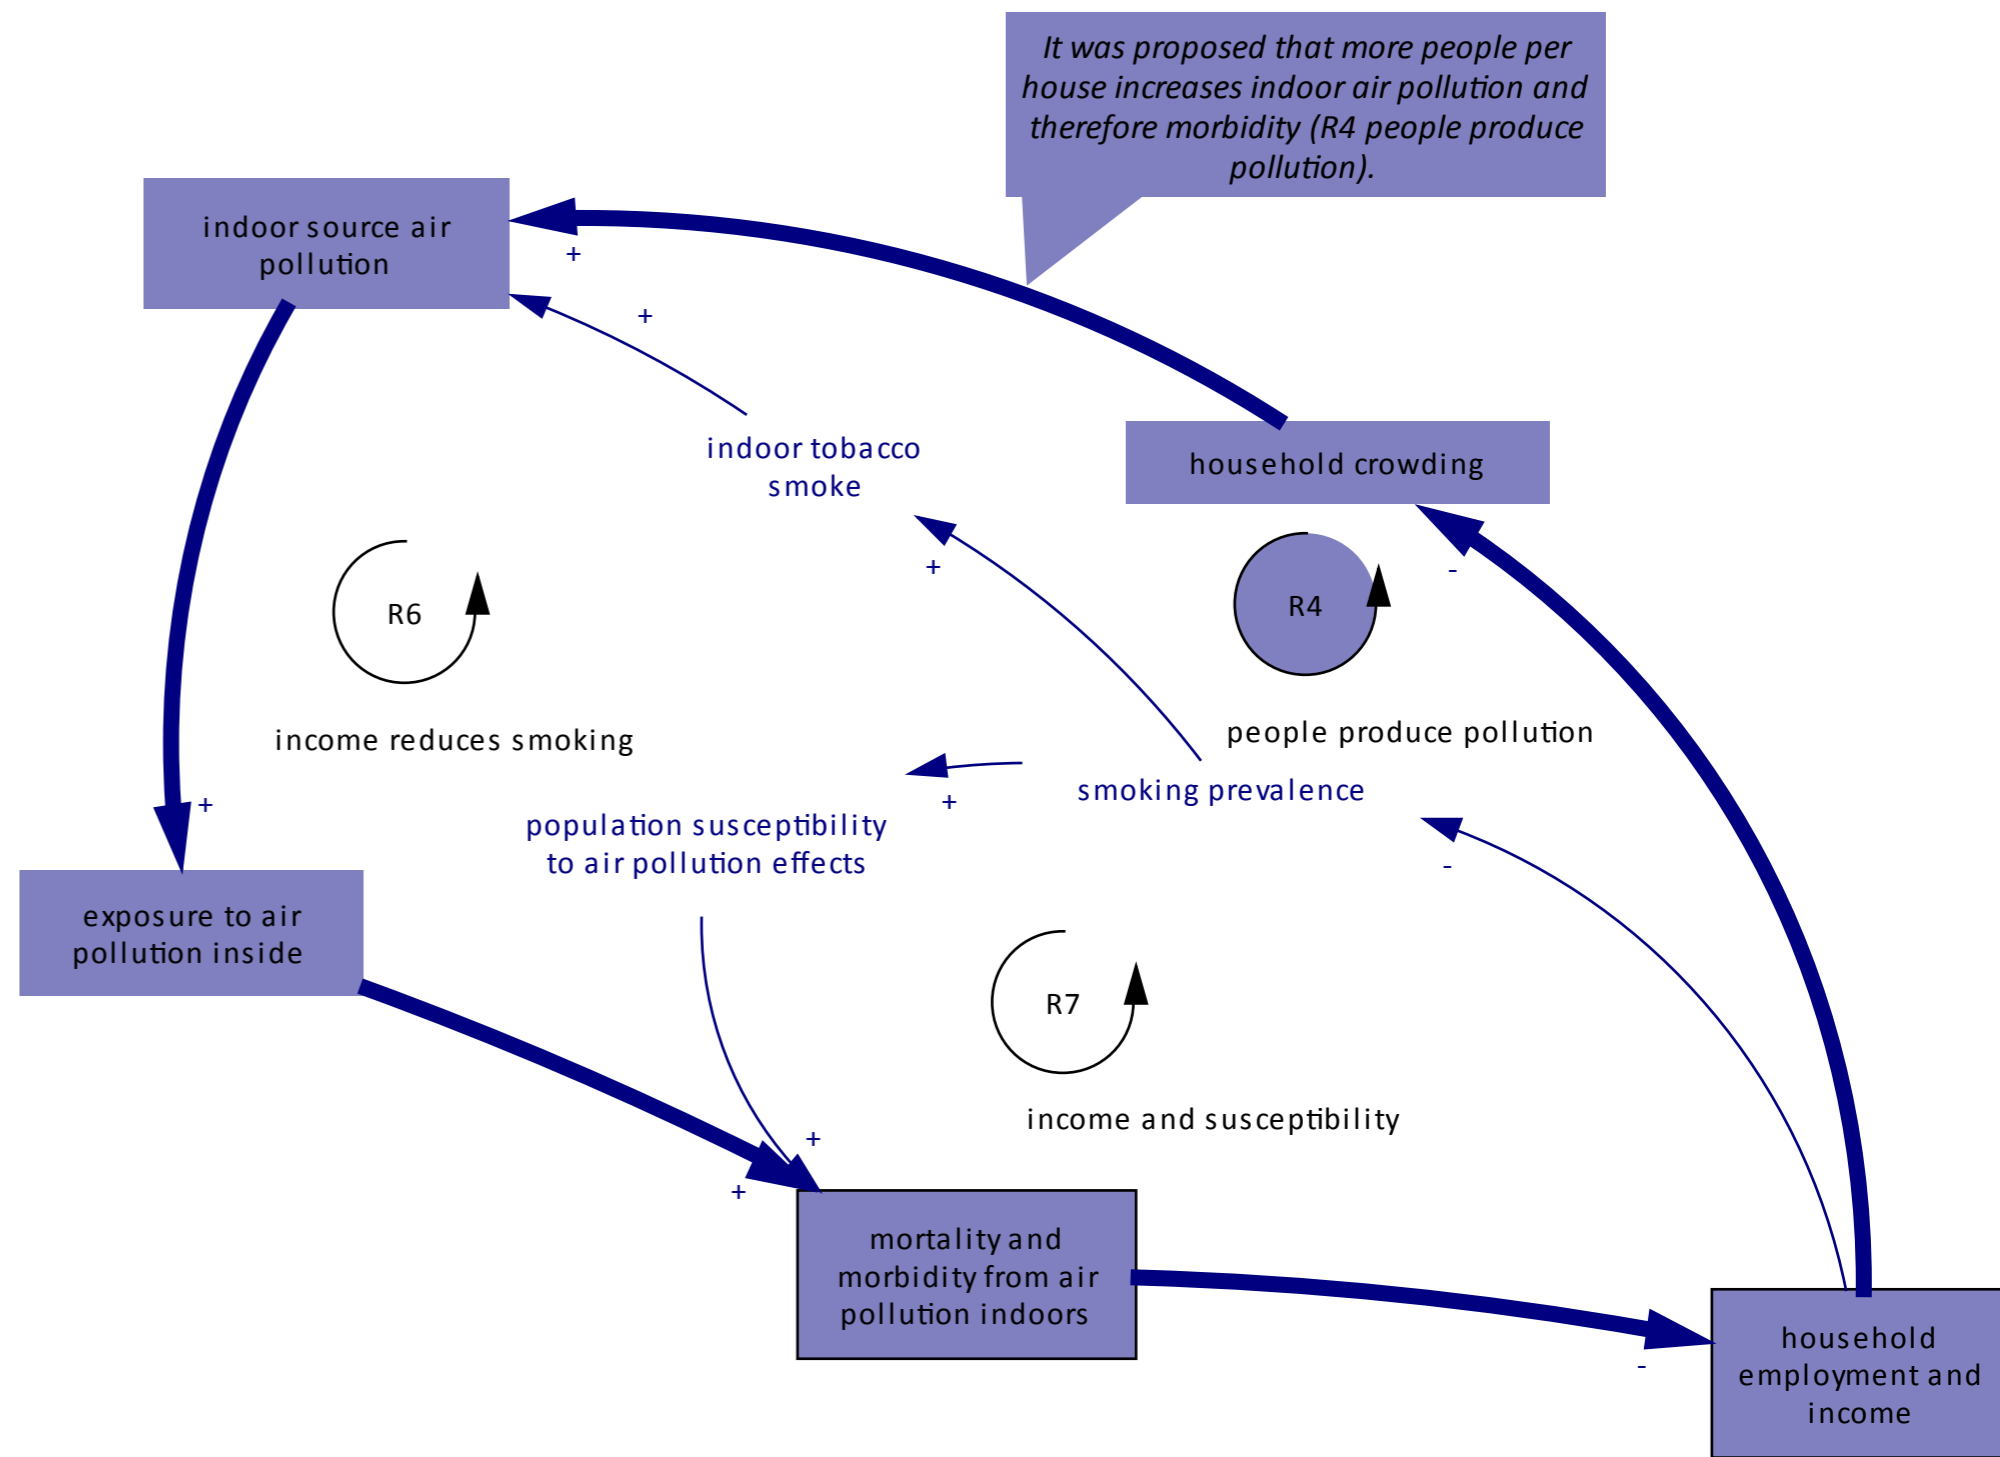 It was proposed that more people per
house increases indoor air pollution and
therefore morbidity (R4 people produce
pollution).
indoor source air
pollution
+
+
indoor tobacco
smoke
household crowding
+
-
R6
R4
income reduces smoking
people produce pollution
+
+
smoking prevalence
population susceptibility
to air pollution effects
-
exposure to air
pollution inside
R7
income and susceptibility
+
+
mortality and
morbidity from air
pollution indoors
-
household
employment and
income